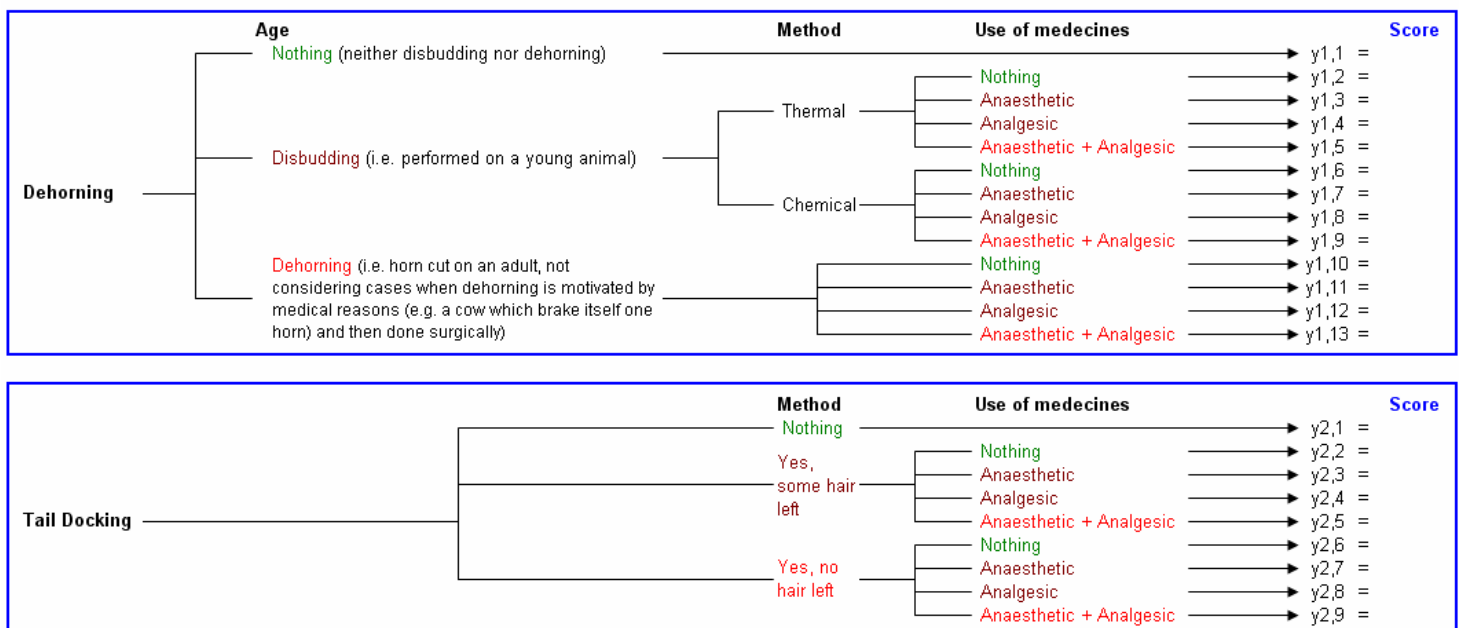 Age Method Use of medecines Score
Nothing (neither disbudding nor dehorning) y1,1 =
Nothing y1,2 =
Anaesthetic y1,3 =
Thermal
Analgesic y1,4 =
Anaesthetic + Analgesic y1,5 =
Disbudding (i.e. performed on a young animal)
Nothing y1,6 =
Dehorning
Anaesthetic y1,7 =
Chemical
Analgesic y1,8 =
Anaesthetic + Analgesic y1,9 =
Dehorning (i.e. horn cut on an adult, not
considering cases when dehorning is motivated by
medical reasons (e.g. a cow which brake itself one
horn) and then done surgically)
Nothing y1,10 =
Anaesthetic y1,11 =
Analgesic y1,12 =
Anaesthetic + Analgesic y1,13 =
Method Use of medecines Score
Nothing y2,1 =
Yes,
some hair
left
Nothing y2,2 =
Anaesthetic y2,3 =
Analgesic y2,4 =
Anaesthetic + Analgesic y2,5 =
Tail Docking
Yes, no
hair left
Nothing y2,6 =
Anaesthetic y2,7 =
Analgesic y2,8 =
Anaesthetic + Analgesic y2,9 =